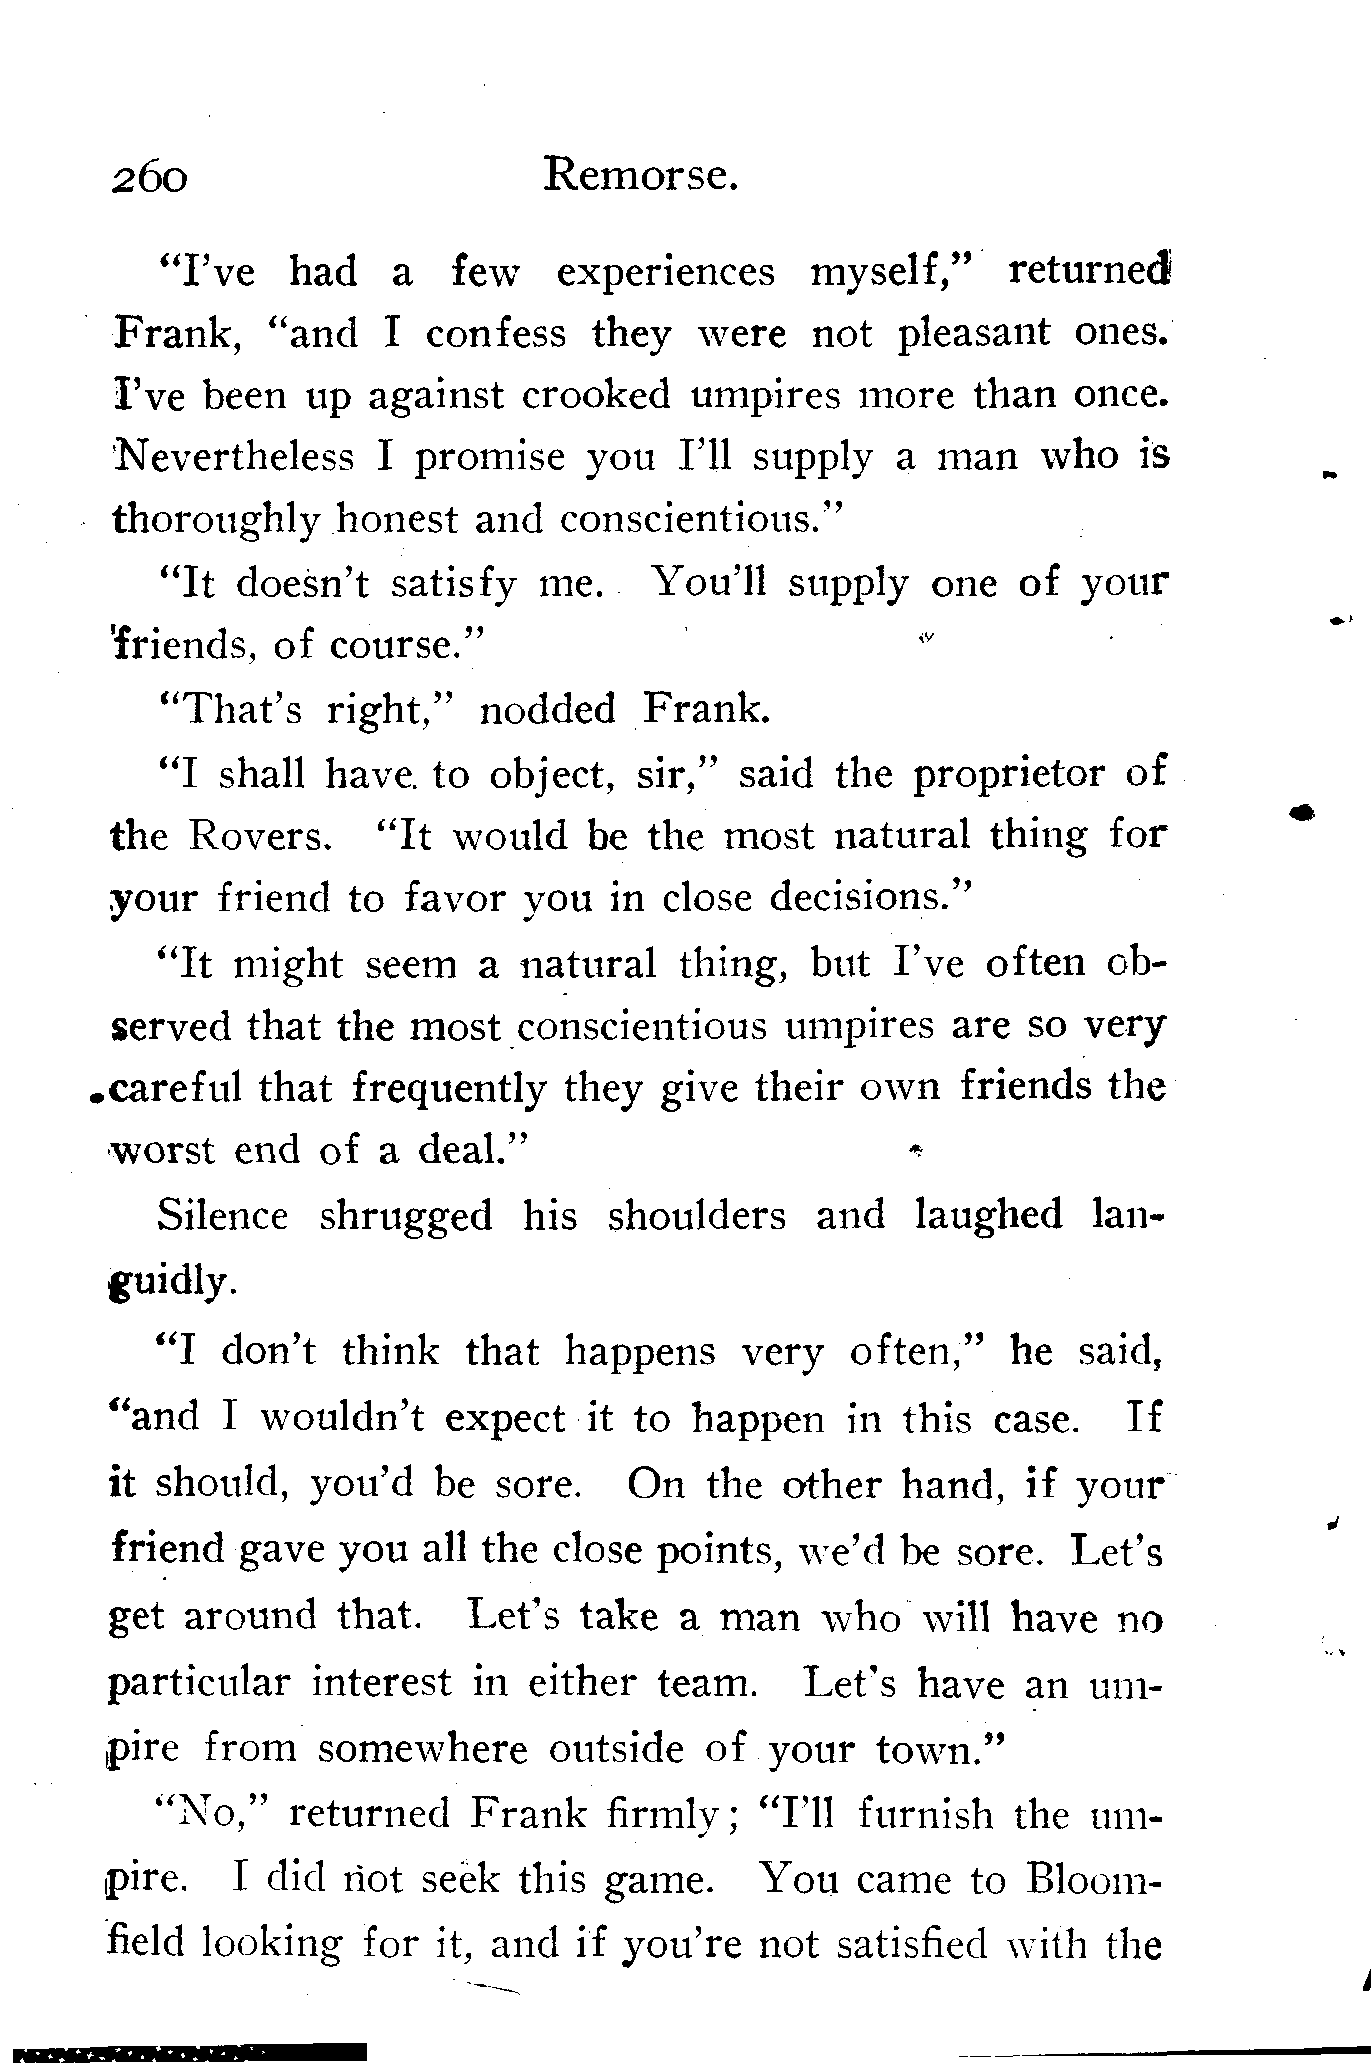 260 Remorse.
“I’ve had a few experiences myself,” returned
Frank, “and I confess they were not pleasant ones.
I’ve been up against crooked umpires more than once.
Nevertheless I promise you I’ll supply a man who is
thoroughly honest and conscientious.”
“It doesn’t satisfy me. You’ll supply one of your
friends, of course.”
“That’s right,” nodded Frank.
“I shall have to object, sir,” said the proprietor of
the Rovers. “It would be the most natural thing for
your friend to favor you in close decisions.”
“It might seem a natural thing, but I’ve often ob-
served that the most conscientious umpires are so very
careful that frequently they give their own friends the
worst end of a deal.”
Silence shrugged his shoulders and laughed lan-
guidly.
“I don’t think that happens very often,” he said,
“and I wouldn’t expect it to happen in this case. If
it should, you’d be sore. On the other hand, if your
friend gave you all the close points, we’d be sore. Let’s
get around that. Let’s take a man who will have no
particular interest in either team. Let’s have an um-
pire from somewhere outside of your town.”
“No,” returned Frank firmly; “I’ll furnish the um-
pire. I did not seek this game. You came to Bloom-
field looking for it, and if you’re not satisfied with the